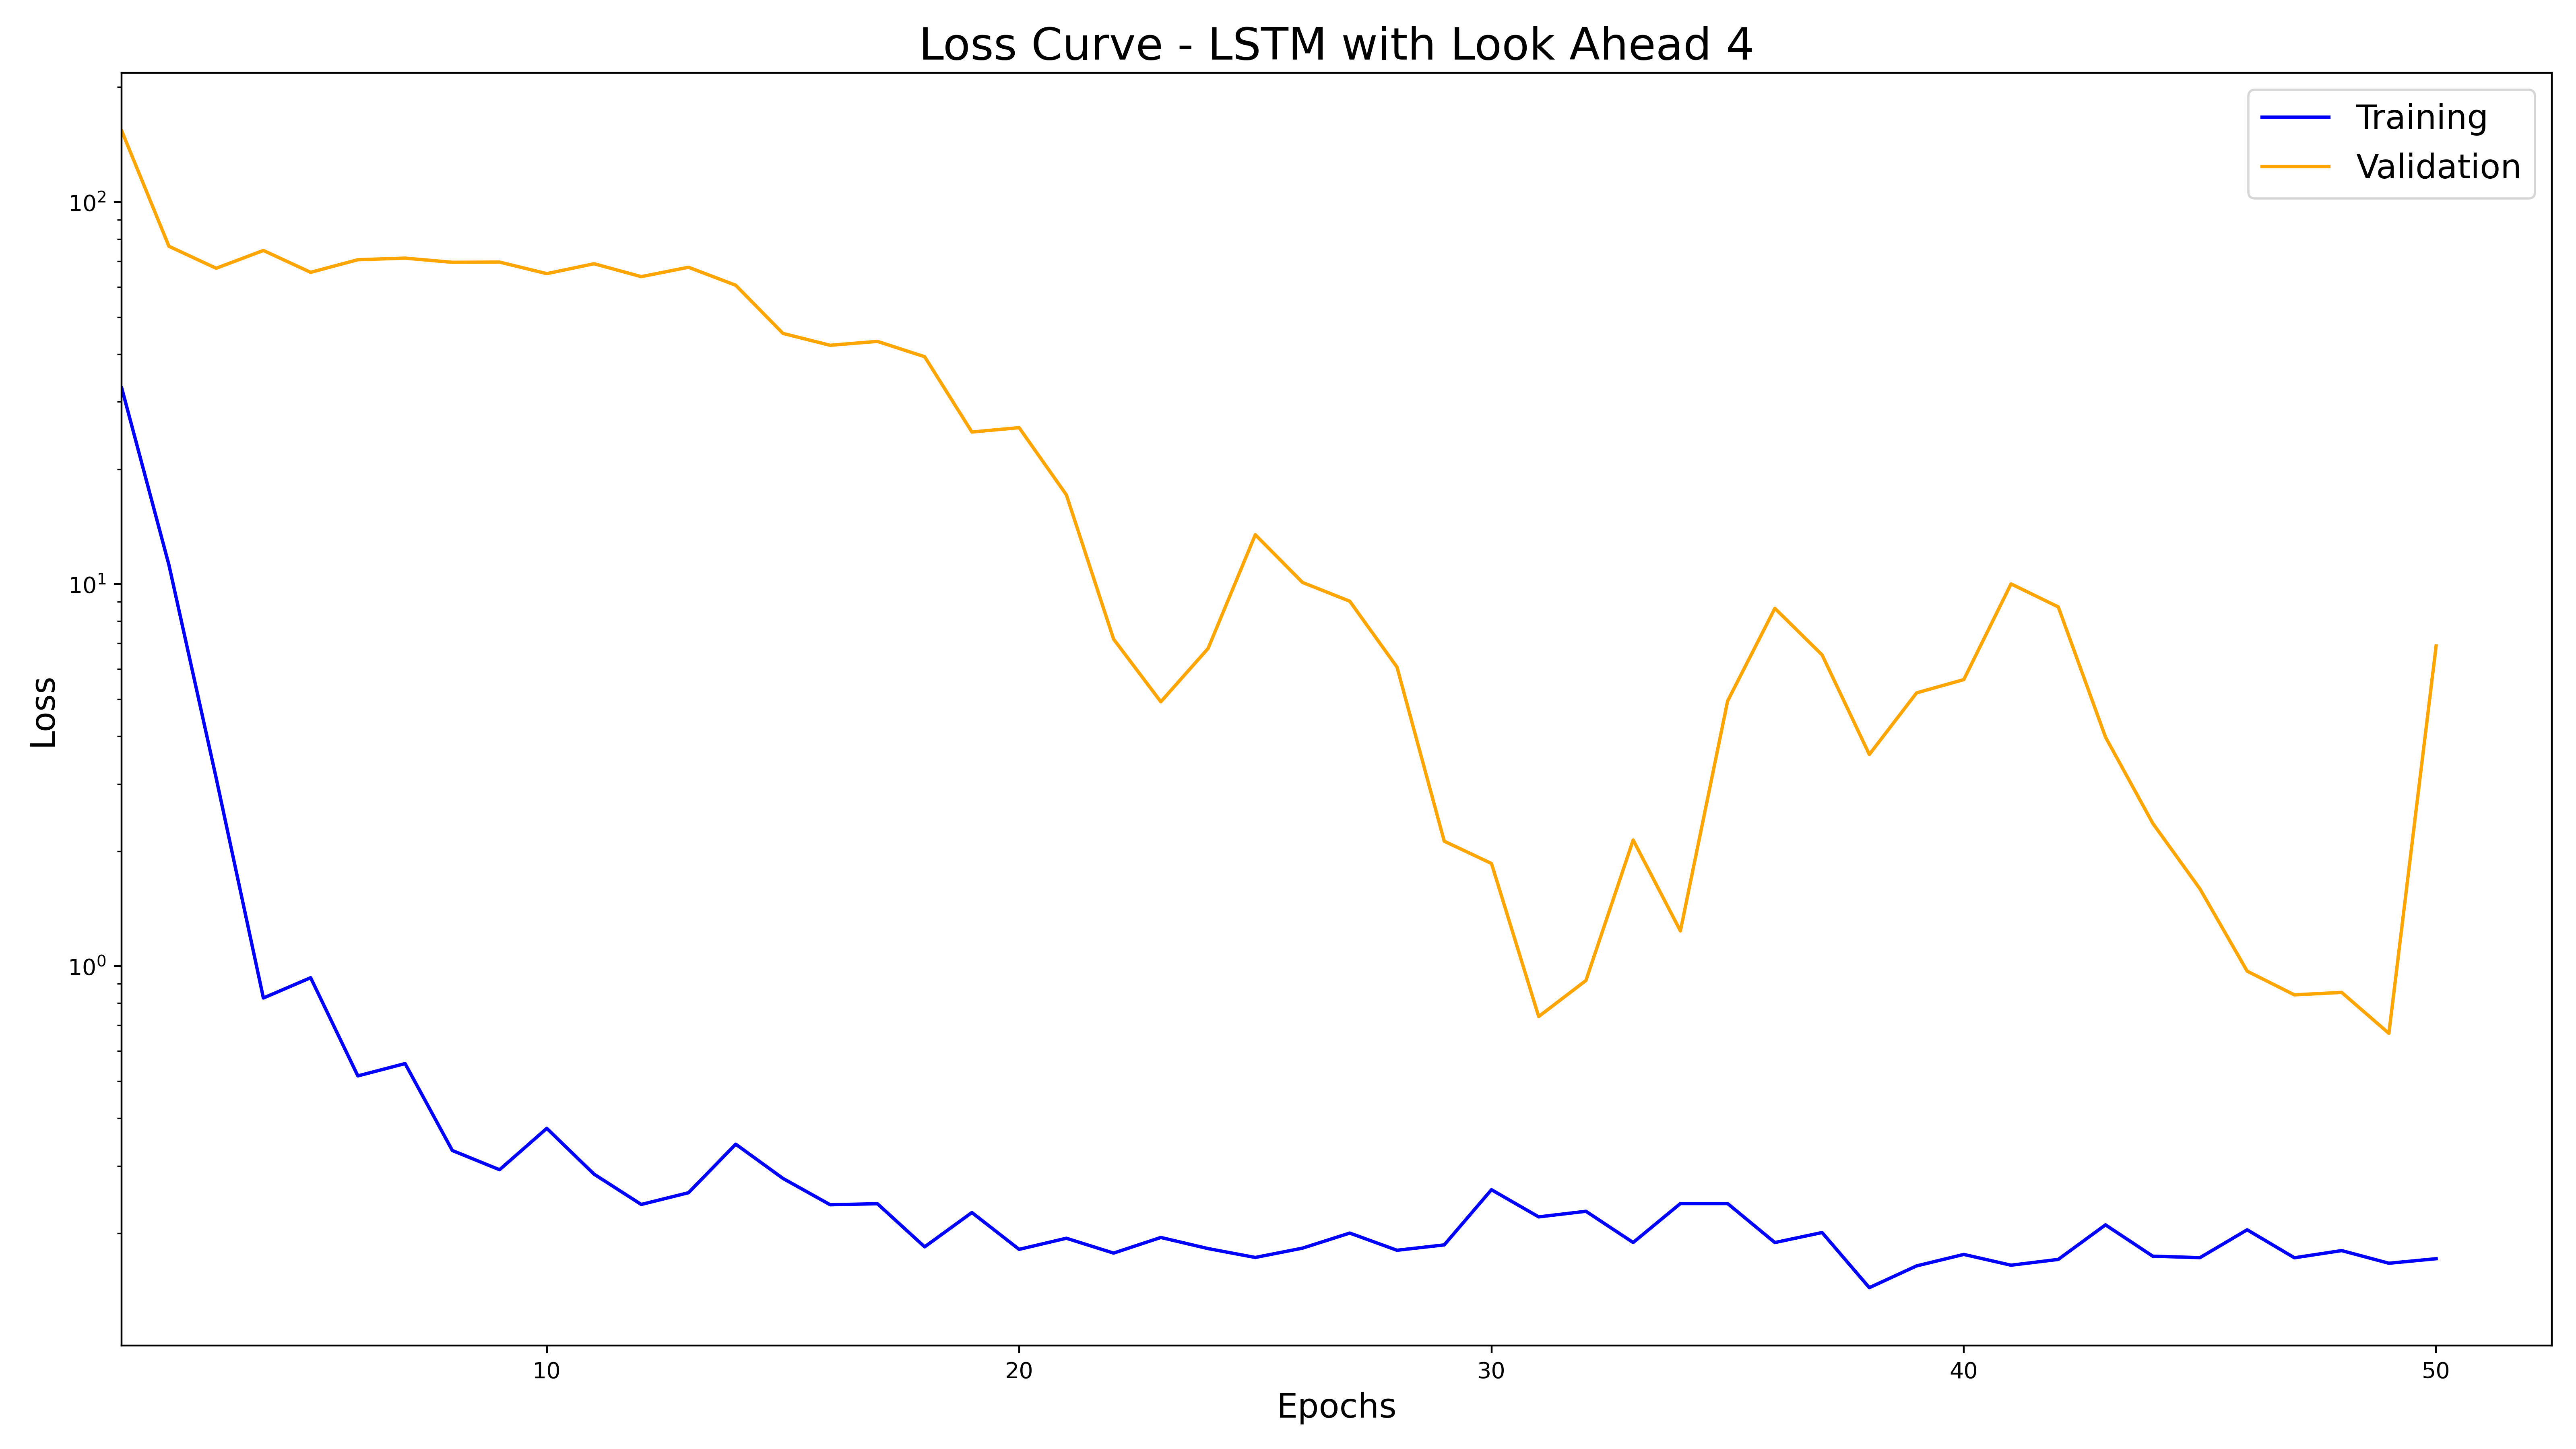 Loss Curve - LSTM with Look Ahead 4
Training
Validation
10²
10¹
10⁰
Loss
10 20 30 40 50
Epochs